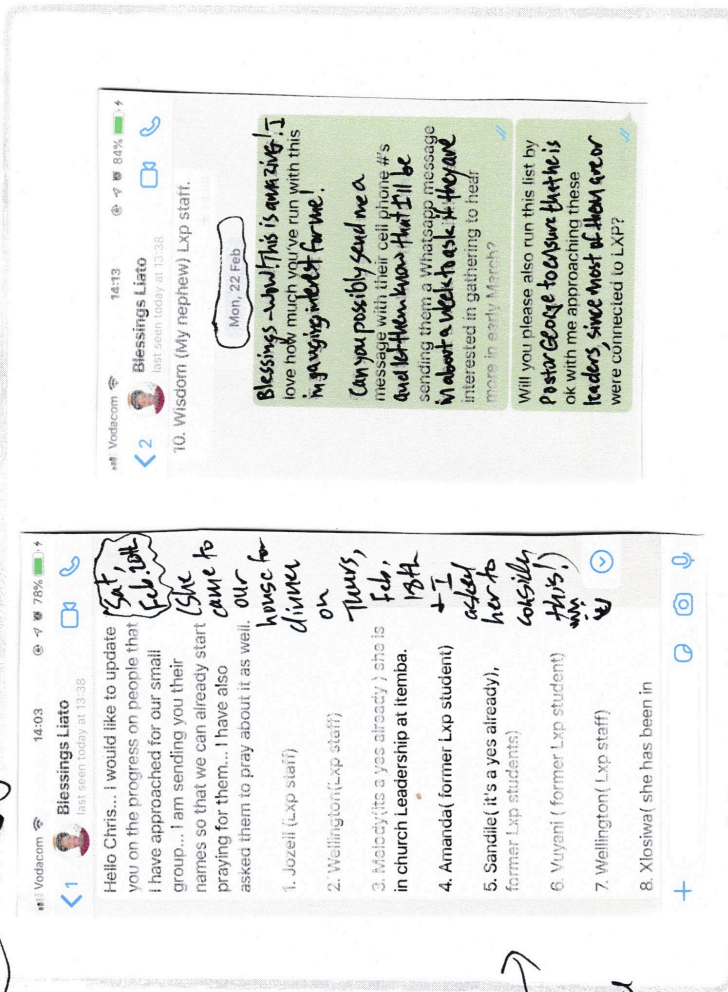 Vodacom 14:03 78%
1 Blessings Liato
last seen today at 13:38
Hello Chris... I would like to update
you on the progress on people that
I have approached for our small
group... I am sending you their
names so that we can already start
praying for them... I have also
asked them to pray about it as well.
1. Jozell (Lxp staff)
2. Wellington(Lxp staff)
3. Melody(its a yes already ) she is
in church Leadership at itemba.
4. Amanda( former Lxp student)
5. Sandile( it's a yes already),
former Lxp students)
6. Vuyani ( former Lxp student)
7. Wellington( Lxp staff)
8. Xlosiwa( she has been in
Sat,
Feb. 20th
(She
came to
our
house for
dinner
on
Thurs,
Feb.
18th
+ I
asked
her to
consider
this!)
Vodacom 14:13 84%
2 Blessings Liato
last seen today at 13:38
10. Wisdom (My nephew) Lxp staff.
Mon, 22 Feb
Blessings - wow! This is amazing! I
love how much you've run with this
in gauging interest for me!
Can you possibly send me a
message with their cell phone #'s
and let them know that I'll be
sending them a Whatsapp message
in about a week to ask if they are
interested in gathering to hear
more in early March?
Will you please also run this list by
Pastor George to ensure that he is
ok with me approaching these
leaders, since most of them are or
were connected to LXP?